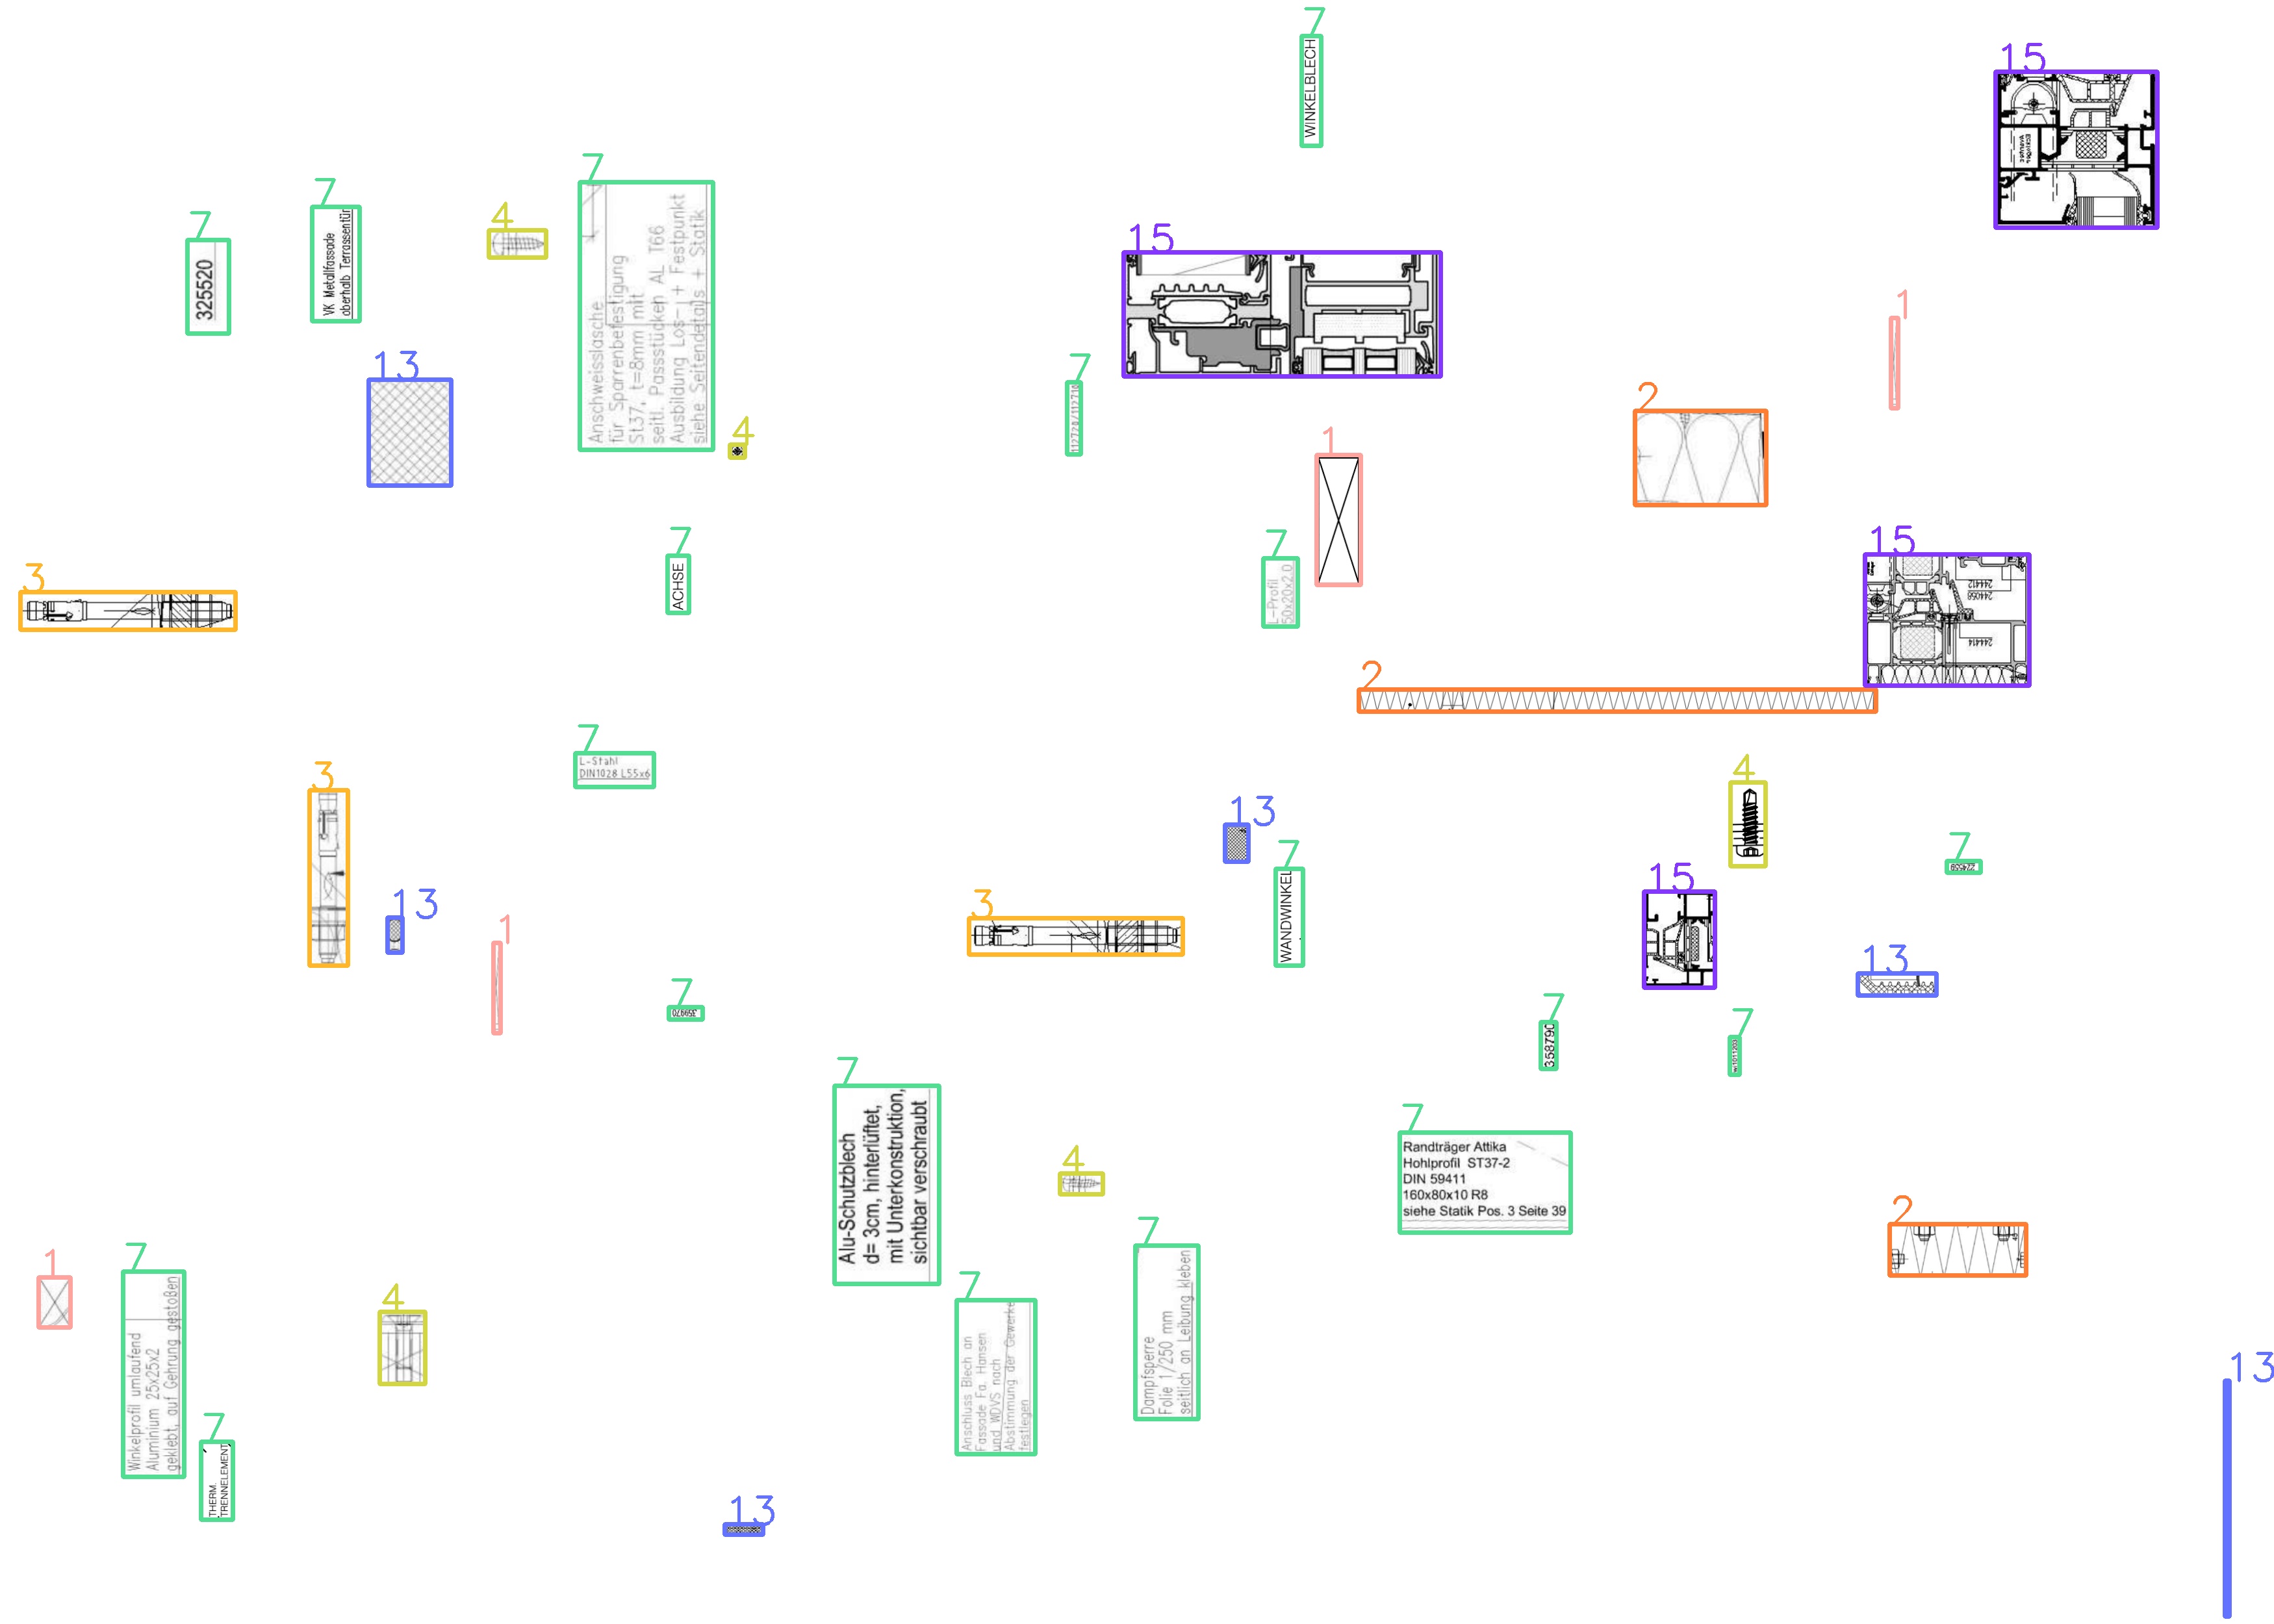 7
WINKELBLECH
15
7
325520
7
VK Metallfassade
oberhalb Terrassentür
4
7
Anschweisslasche
für Sparrenbefestigung
St37, t=8mm mit
seitl. Passstücken AL T66
Ausbildung Los- + Festpunkt
siehe Seitendetails + Statik
15
1
13
7
112720/112710
4
1
2
3
7
ACHSE
7
L-Profil
50x20x2.0
15
244412
244414
2
7
L-Stahl
DIN1028 L55x6
3
13
4
7
13
1
3
7
WANDWINKEL
15
13
7
359970
7
358790
7
7
Alu-Schutzblech
d= 3cm, hinterlüftet,
mit Unterkonstruktion,
sichtbar verschraubt
4
7
Randträger Attika
Hohlprofil ST37-2
DIN 59411
160x80x10 R8
siehe Statik Pos. 3 Seite 39
2
1
7
Winkelprofil umlaufend
Aluminium 25x25x2
geklebt, auf Gehrung gestoßen
4
7
Anschluss Blech an
Fassade Fa. Hansen
und WDVS nach
Abstimmung der Gewerke
festlegen
7
Dampfsperre
Folie 1/250 mm
seitlich an Leibung kleben
13
7
THERM.
TRENNELEMENT
13